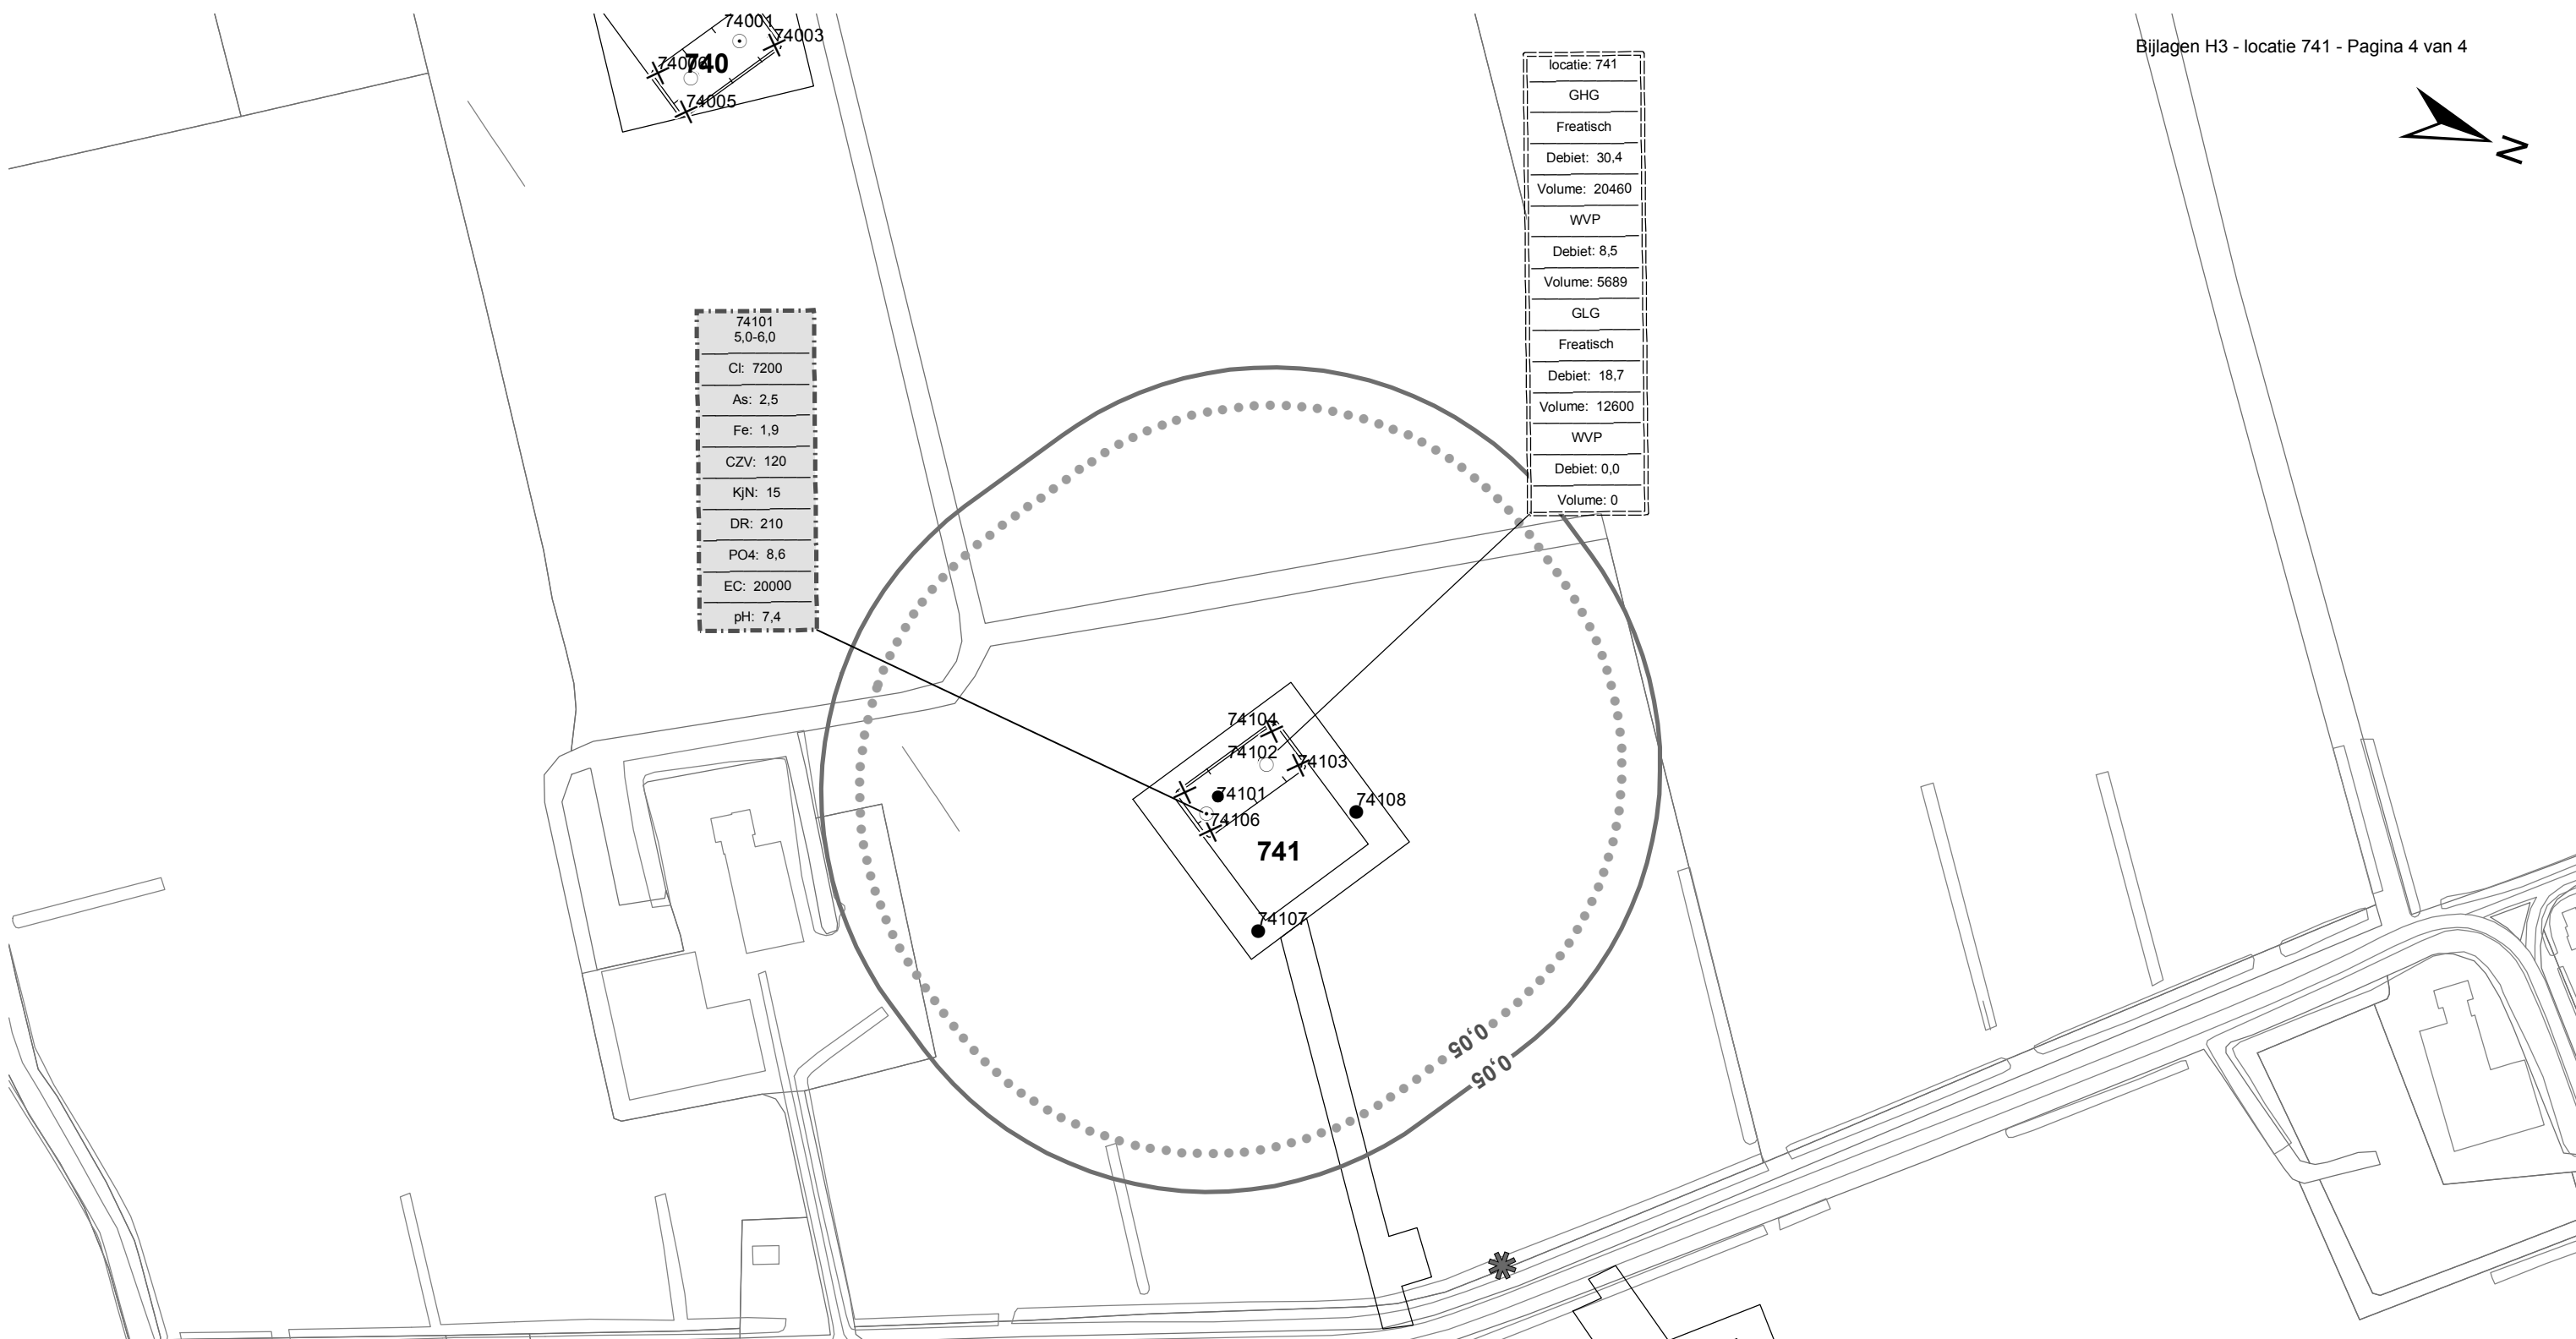 Bijlagen H3 - locatie 741 - Pagina 4 van 4
N
74001
74003
740
74005
locatie: 741
GHG
Freatisch
Debiet: 30,4
Volume: 20460
WVP
Debiet: 8,5
Volume: 5689
GLG
Freatisch
Debiet: 18,7
Volume: 12600
WVP
Debiet: 0,0
Volume: 0
74101
5,0-6,0
Cl: 7200
As: 2,5
Fe: 1,9
CZV: 120
KjN: 15
DR: 210
PO4: 8,6
EC: 20000
pH: 7,4
74104
74102
74103
74101
74108
74106
741
74107
0,05
0,05